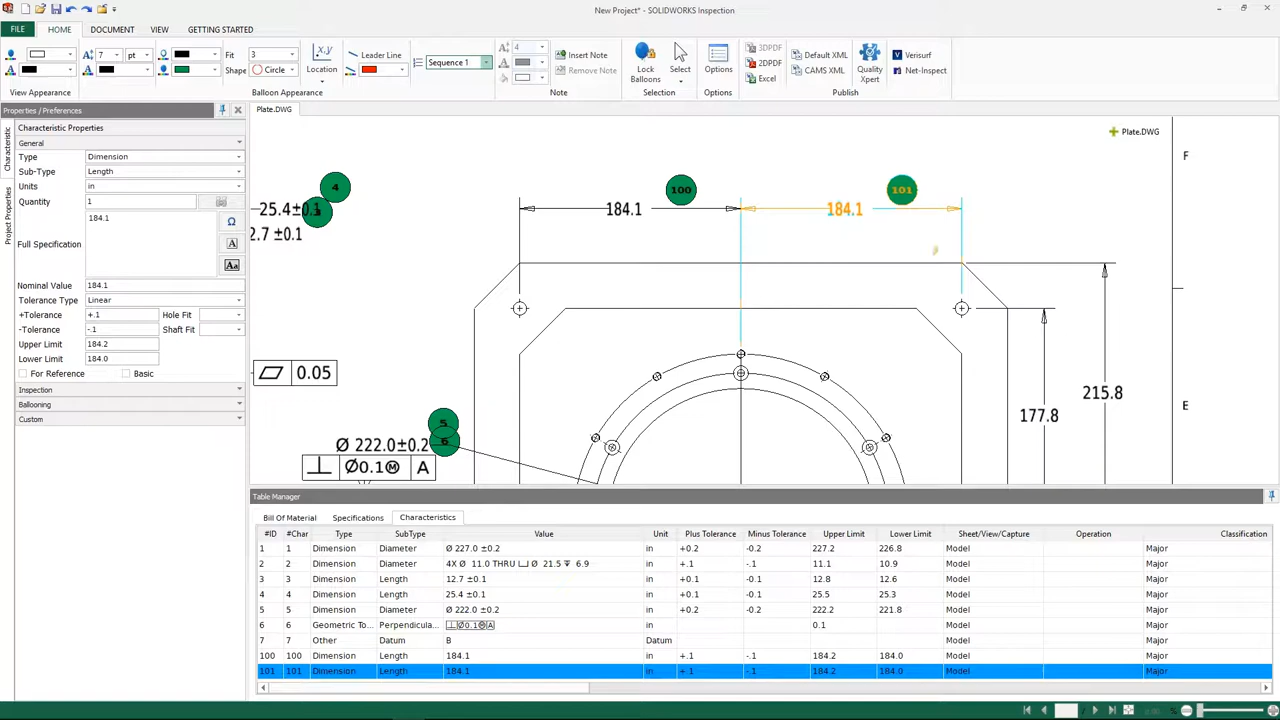 New Project* - SOLIDWORKS Inspection
FILE HOME DOCUMENT VIEW GETTING STARTED
7 pt Fit 3
Shape Circle
View Appearance
x,y Location
Leader Line
Balloon Appearance
Sequence 1
4 Insert Note
Remove Note
Note
Lock Balloons
Select
Selection
Options
Options
3DPDF
2DPDF
Excel
Default XML
CAMS XML
Quality Xpert
Verisurf
Net-Inspect
Publish
Properties / Preferences
Characteristic
Project Properties
Characteristic Properties
General
Type Dimension
Sub-Type Length
Units in
Quantity 1
Full Specification 184.1
Ω
A
Aa
Nominal Value 184.1
Tolerance Type Linear
+Tolerance +.1 Hole Fit
-Tolerance -.1 Shaft Fit
Upper Limit 184.2
Lower Limit 184.0
For Reference Basic
Inspection
Ballooning
Custom
Plate.DWG
Plate.DWG
F
4
100
101
25.4±0.1
184.1
184.1
2.7 ±0.1
0.05
215.8
177.8
E
5
6
Ø 222.0±0.2
⊥ Ø0.1Ⓜ A
Table Manager
Bill Of Material Specifications Characteristics
#ID #Char Type SubType Value Unit Plus Tolerance Minus Tolerance Upper Limit Lower Limit Sheet/View/Capture Operation Classification
1 1 Dimension Diameter Ø 227.0 ±0.2 in +0.2 -0.2 227.2 226.8 Model Major
2 2 Dimension Diameter 4X Ø 11.0 THRU ⌴ Ø 21.5 ↧ 6.9 in +.1 -.1 11.1 10.9 Model Major
3 3 Dimension Length 12.7 ±0.1 in +0.1 -0.1 12.8 12.6 Model Major
4 4 Dimension Length 25.4 ±0.1 in +0.1 -0.1 25.5 25.3 Model Major
5 5 Dimension Diameter Ø 222.0 ±0.2 in +0.2 -0.2 222.2 221.8 Model Major
6 6 Geometric To... Perpendicula... ⊥Ø0.1ⓂA in 0.1 Model Major
7 7 Other Datum B Datum Model Major
100 100 Dimension Length 184.1 in +.1 -.1 184.2 184.0 Model Major
101 101 Dimension Length 184.1 in +.1 -.1 184.2 184.0 Model Major